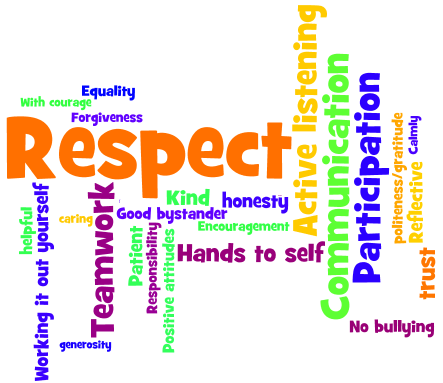 Equality
With courage
Forgiveness
Respect
Active listening
Communication
Participation
politeness/gratitude
Calmly
Reflective
trust
Kind
honesty
Good bystander
caring
helpful
Working it out yourself
Teamwork
Patient
Responsibility
Positive attitudes
Encouragement
Hands to self
generosity
No bullying